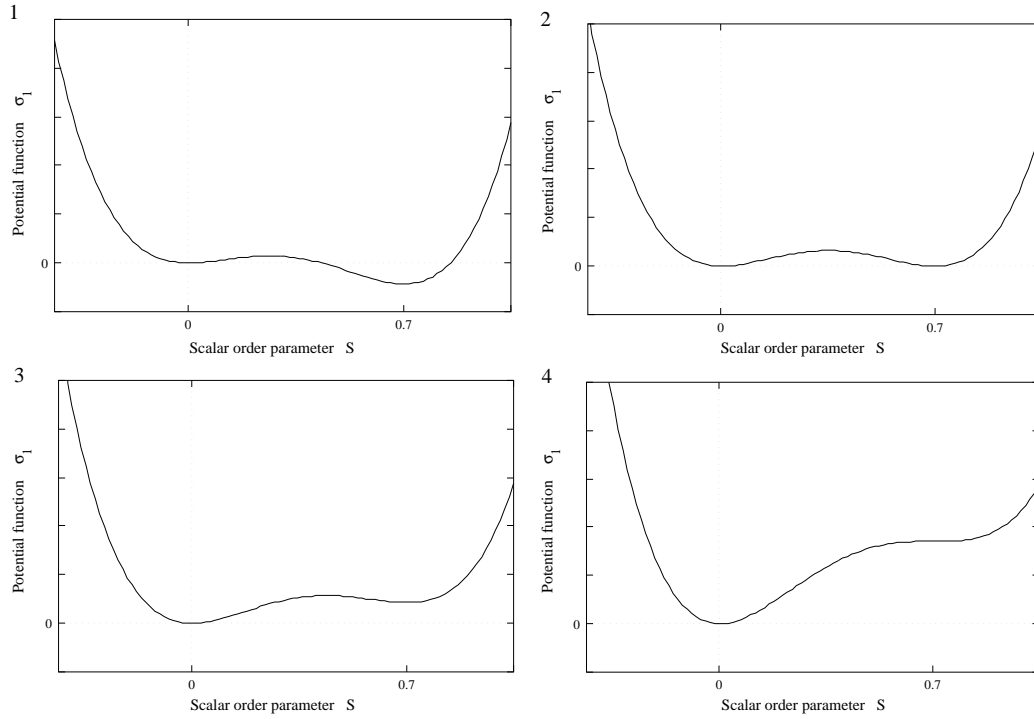 1
Potential function σ1
0
0
0.7
Scalar order parameter S
2
Potential function σ1
0
0
0.7
Scalar order parameter S
3
Potential function σ1
0
0
0.7
Scalar order parameter S
4
Potential function σ1
0
0
0.7
Scalar order parameter S